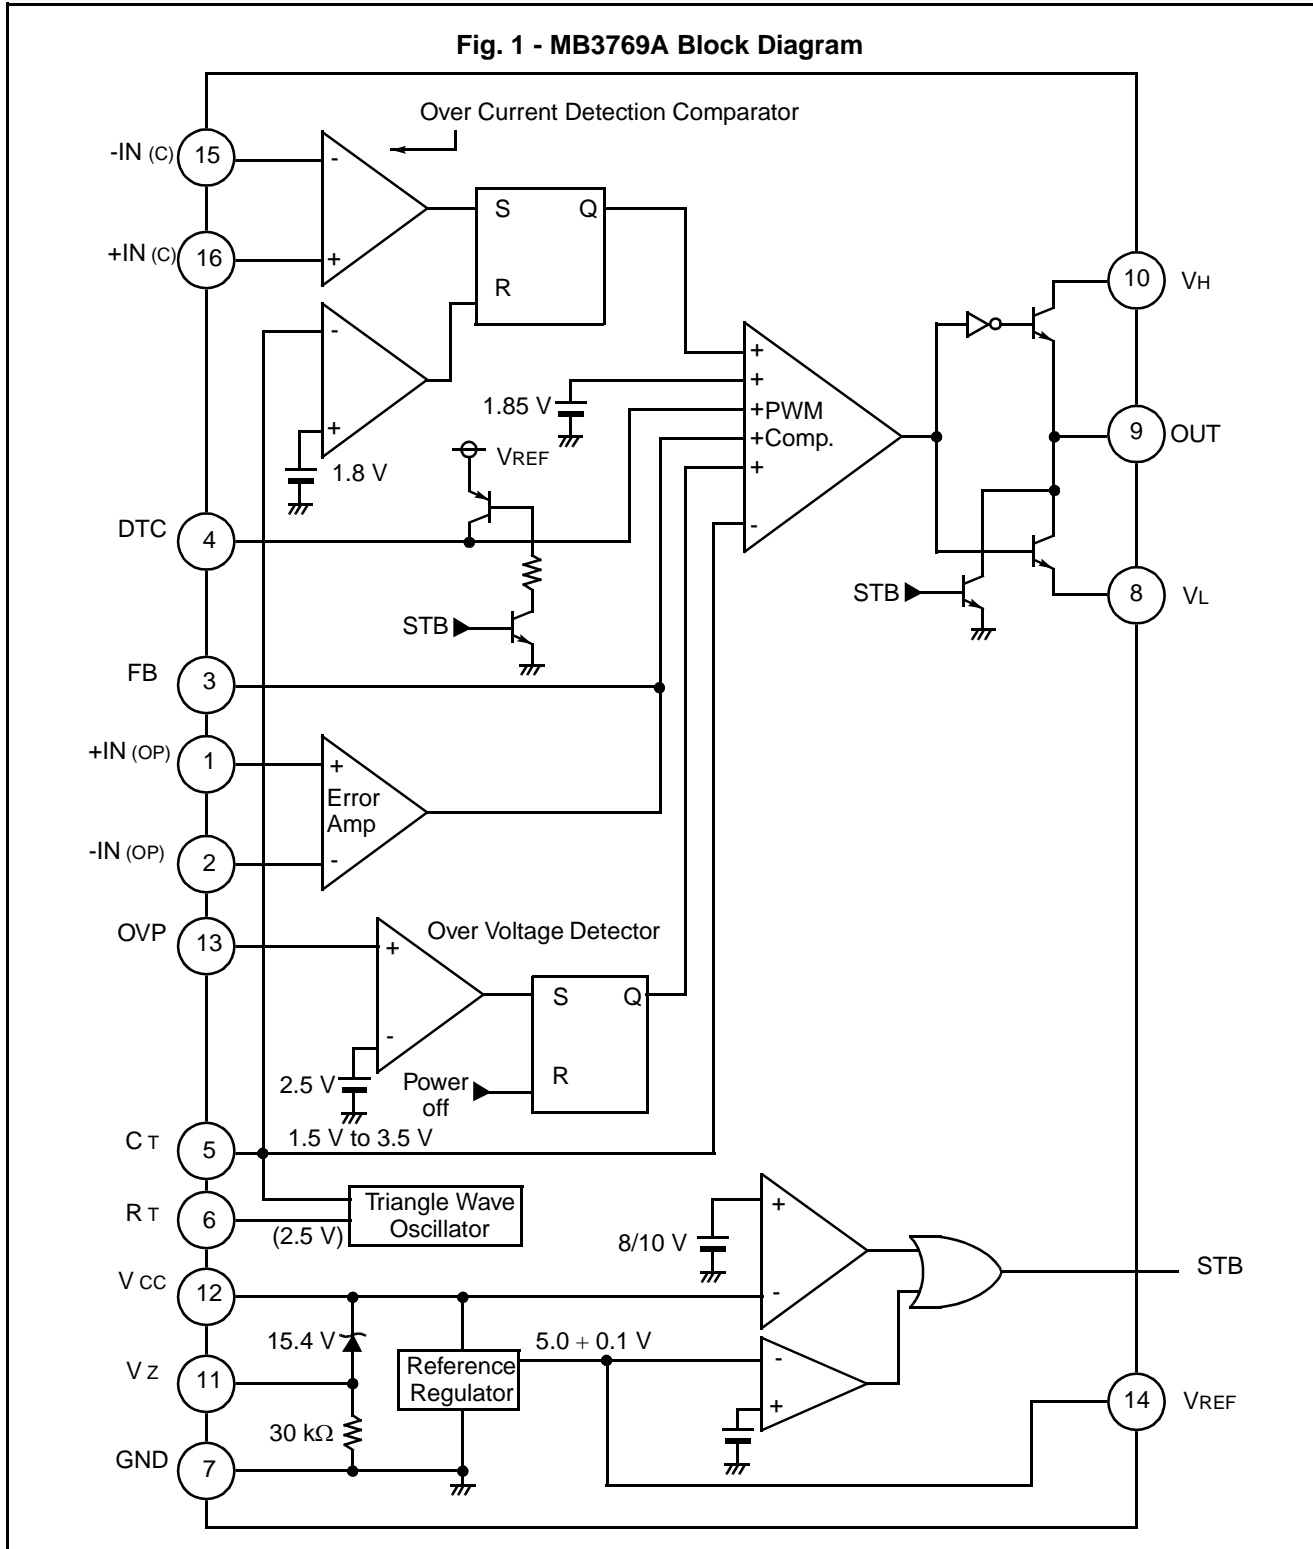 Fig. 1 - MB3769A Block Diagram
Over Current Detection Comparator
-IN (C)
15
-
+IN (C)
16
+
S
Q
R
-
+
1.8 V
10
VH
+
+
+PWM
+Comp.
+
-
1.85 V
9
OUT
VREF
DTC
4
STB
STB
8
VL
FB
3
+IN (OP)
1
+
Error
Amp
-IN (OP)
2
-
OVP
13
+
Over Voltage Detector
S
Q
-
2.5 V
Power
off
R
CT
5
1.5 V to 3.5 V
RT
6
(2.5 V)
Triangle Wave
Oscillator
+
8/10 V
-
STB
VCC
12
15.4 V
5.0 + 0.1 V
-
+
Reference
Regulator
VZ
11
14
VREF
30 kΩ
GND
7